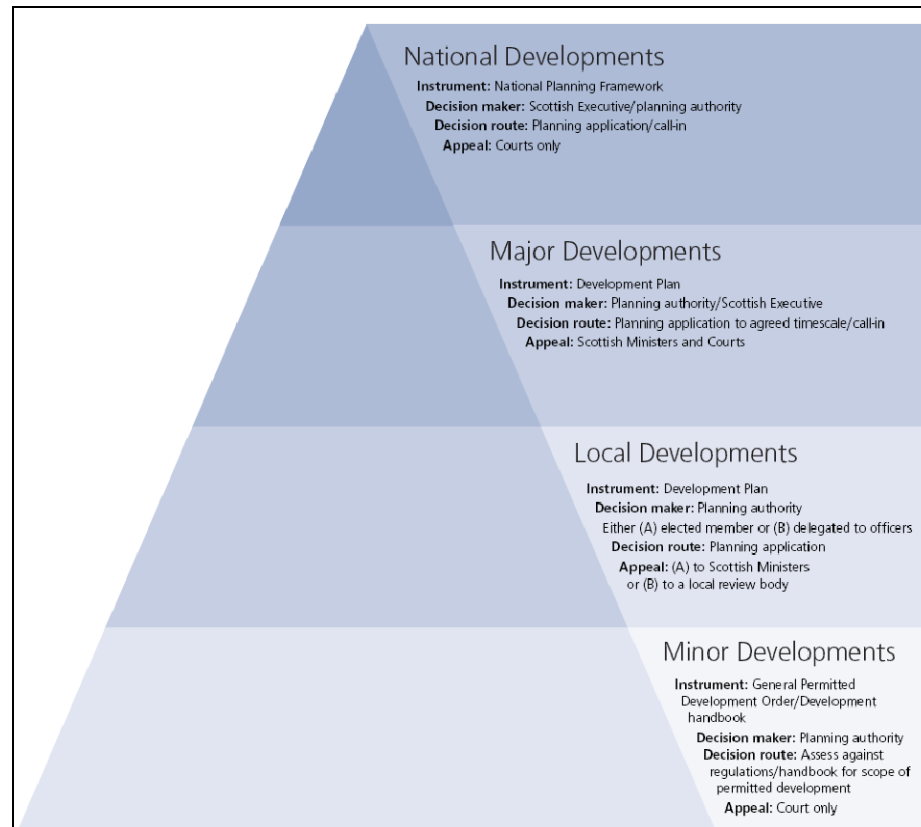 National Developments
Instrument: National Planning Framework
Decision maker: Scottish Executive/planning authority
Decision route: Planning application/call-in
Appeal: Courts only
Major Developments
Instrument: Development Plan
Decision maker: Planning authority/Scottish Executive
Decision route: Planning application to agreed timescale/call-in
Appeal: Scottish Ministers and Courts
Local Developments
Instrument: Development Plan
Decision maker: Planning authority
Either (A) elected member or (B) delegated to officers
Decision route: Planning application
Appeal: (A) to Scottish Ministers
or (B) to a local review body
Minor Developments
Instrument: General Permitted
Development Order/Development
handbook
Decision maker: Planning authority
Decision route: Assess against
regulations/handbook for scope of
permitted development
Appeal: Court only